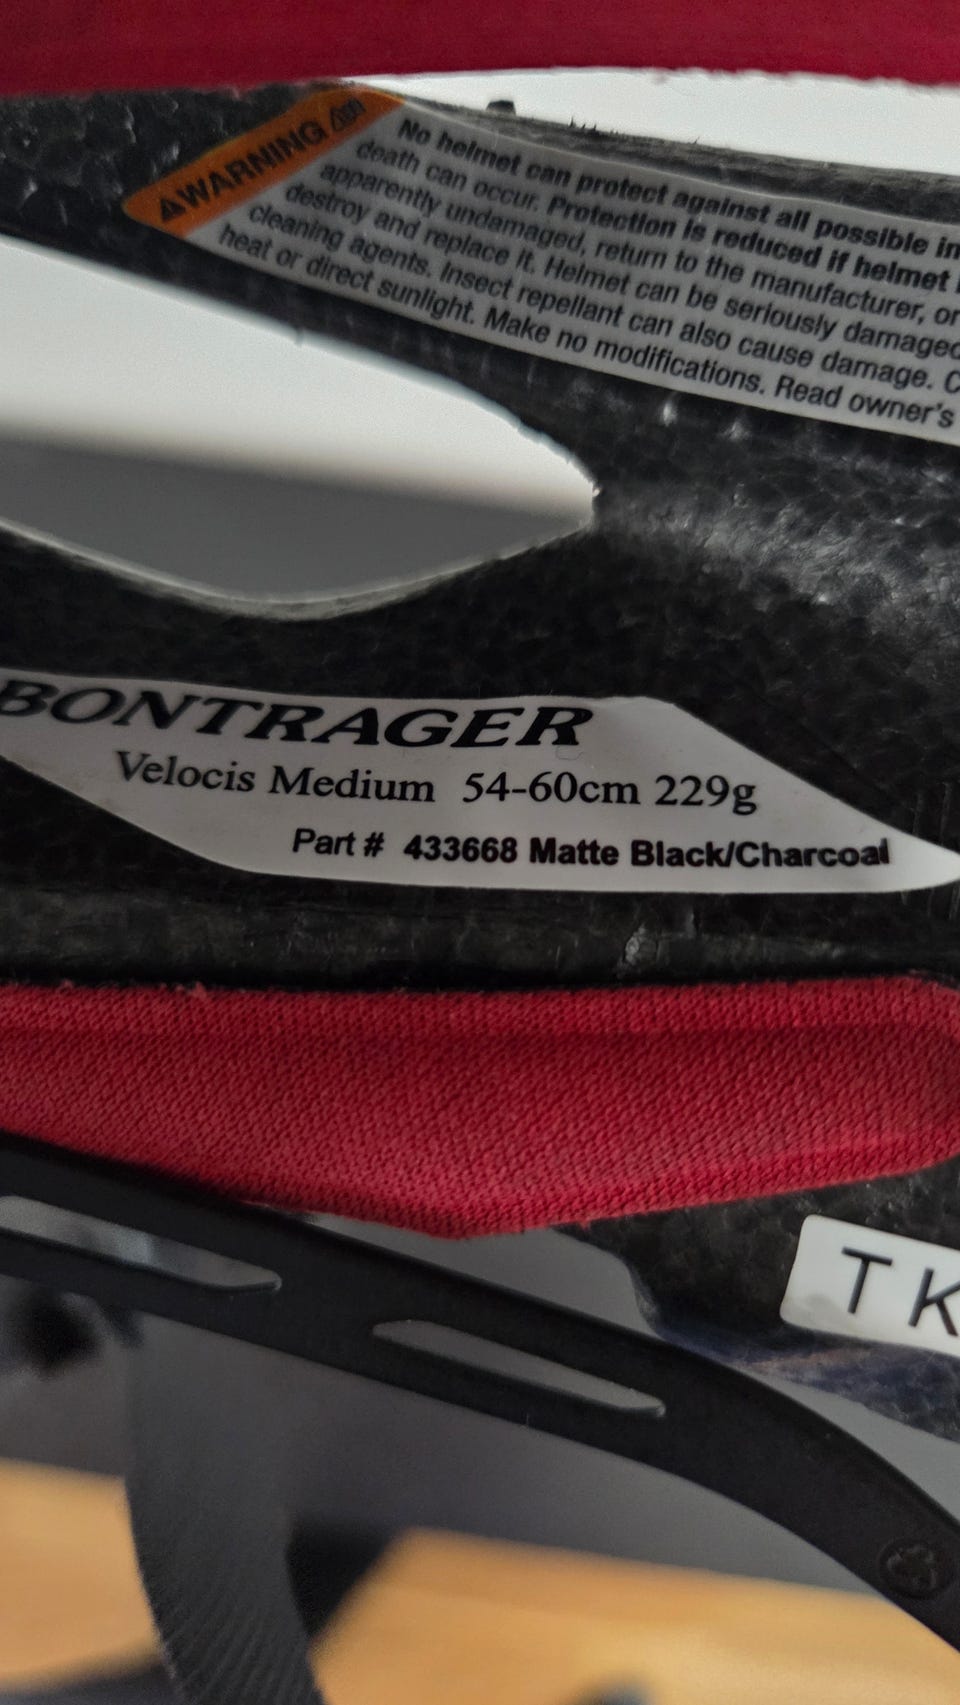 WARNING
No helmet can protect against all possible
death can occur. Protection is reduced if helmet
apparently undamaged, return to the manufacturer, or
destroy and replace it. Helmet can be seriously damaged
cleaning agents. Insect repellant can also cause damage.
heat or direct sunlight. Make no modifications. Read owner's
BONTRAGER
Velocis Medium 54-60cm 229g
Part # 433668 Matte Black/Charcoal
T K